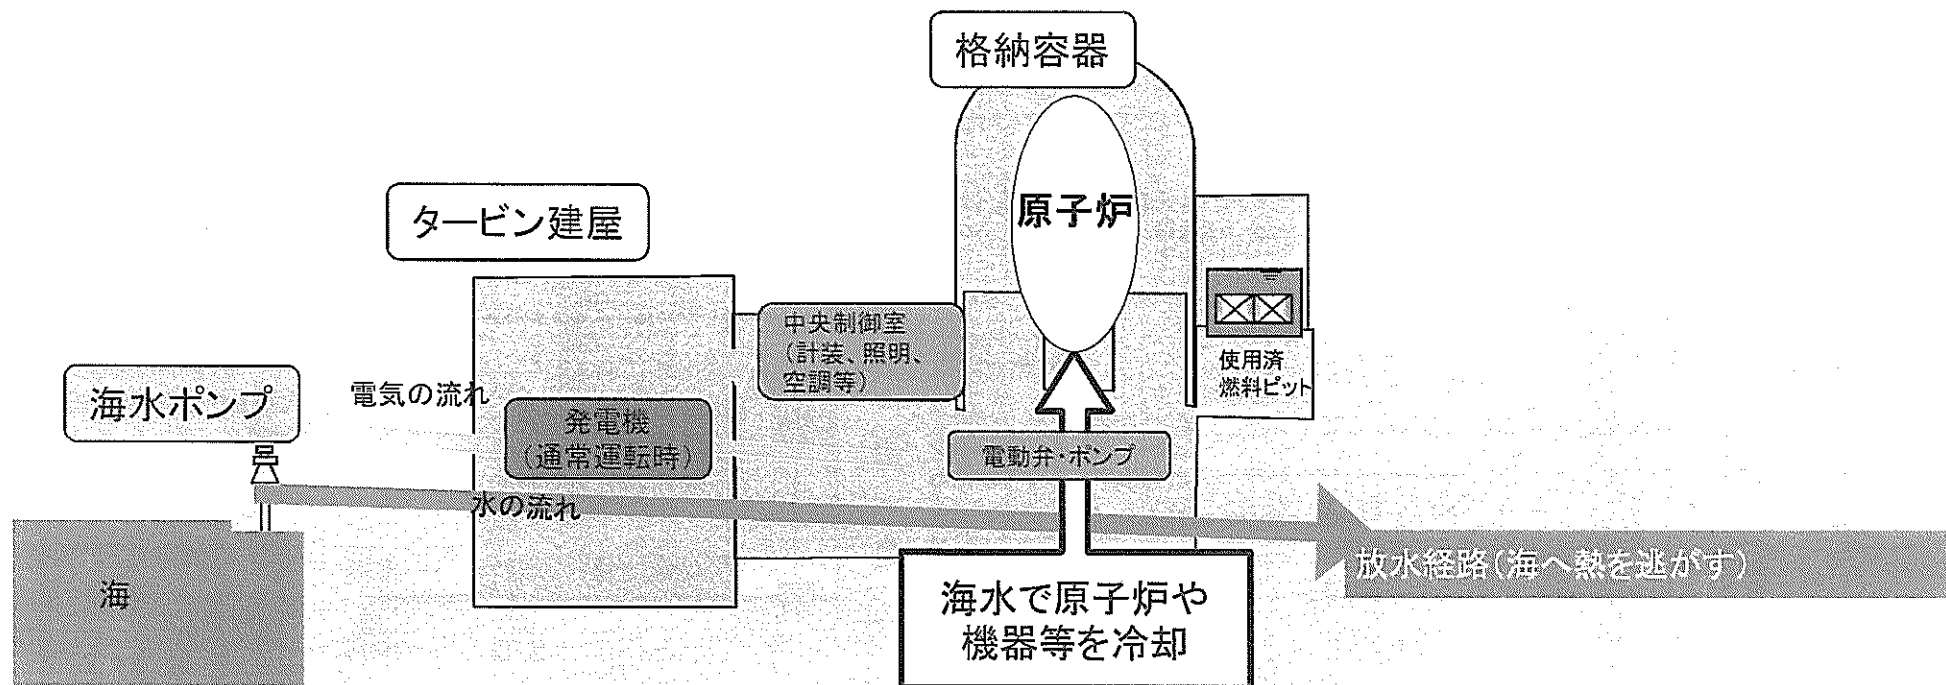 格納容器
原子炉
タービン建屋
中央制御室
(計装、照明、
空調等)
使用済
燃料ピット
海水ポンプ
電気の流れ
発電機
(通常運転時)
電動弁・ポンプ
水の流れ
海
放水経路(海へ熱を逃がす)
海水で原子炉や
機器等を冷却